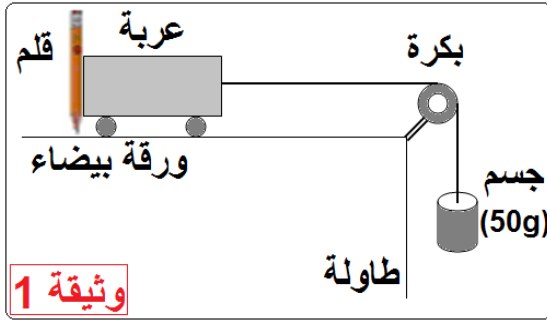 عربة
قلم
بكرة
ورقة بيضاء
جسم
(50g)
طاولة
وثيقة 1